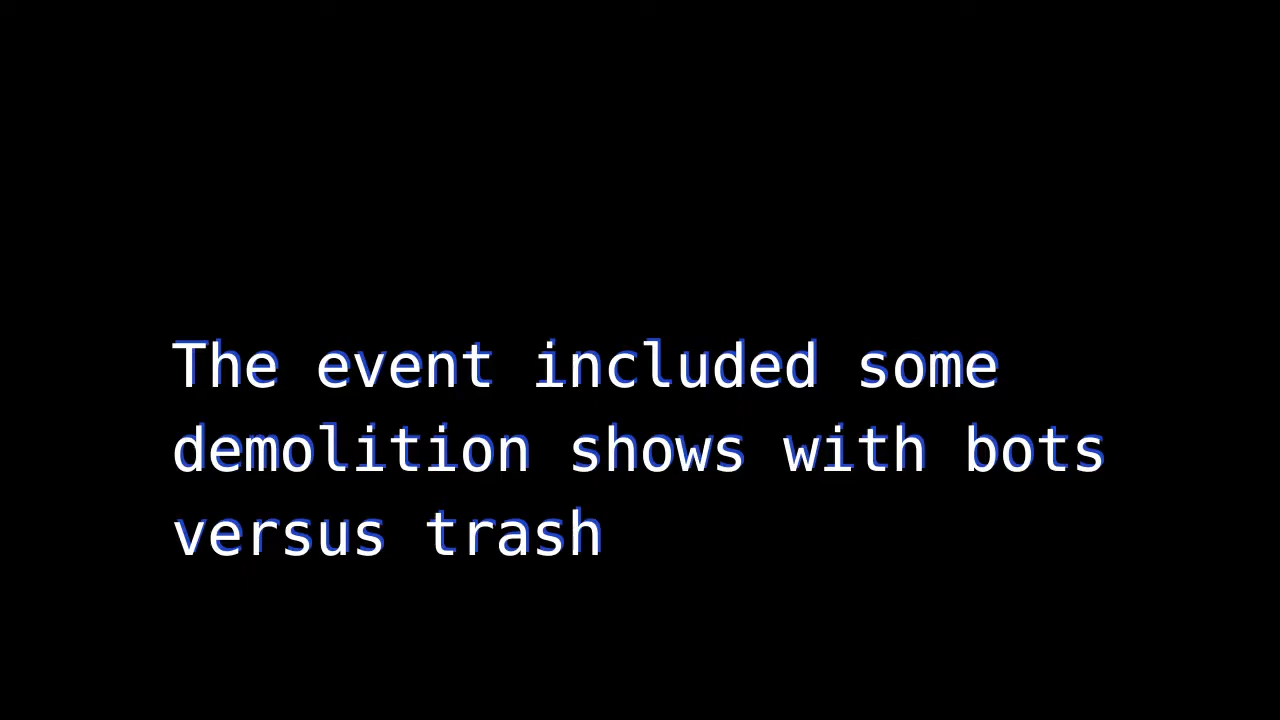 The event included some
demolition shows with bots
versus trash